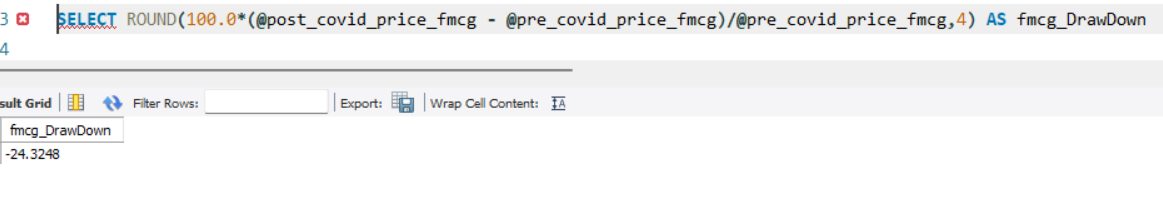 3 SELECT ROUND(100.0*(@post_covid_price_fmcg - @pre_covid_price_fmcg)/@pre_covid_price_fmcg,4) AS fmcg_DrawDown
4
sult Grid Filter Rows: Export: Wrap Cell Content: IA
fmcg_DrawDown
-24.3248